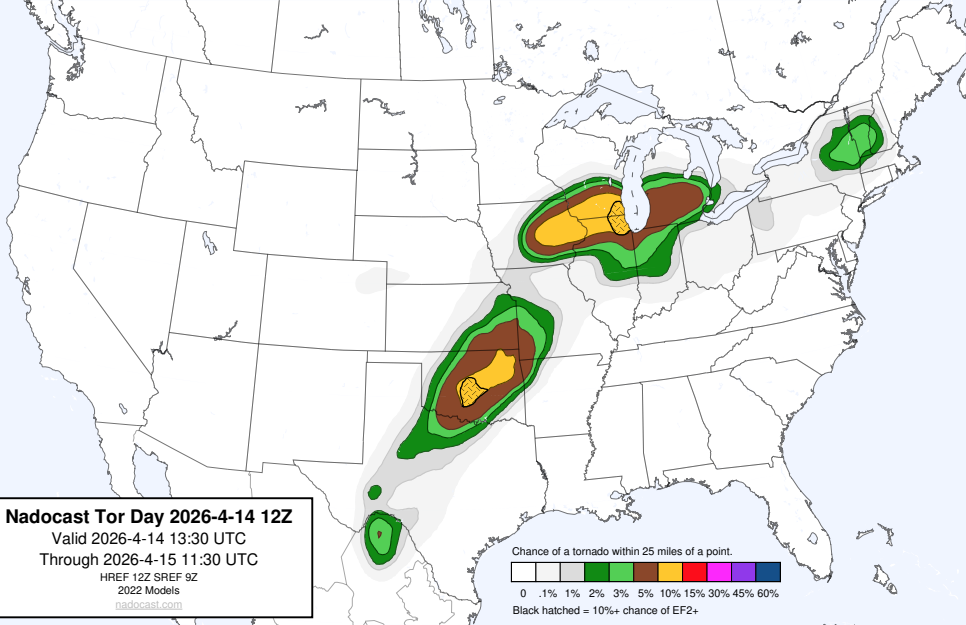 Nadocast Tor Day 2026-4-14 12Z
Valid 2026-4-14 13:30 UTC
Through 2026-4-15 11:30 UTC
HREF 12Z SREF 9Z
2022 Models
nadocast.com
Chance of a tornado within 25 miles of a point.
0 .1% 1% 2% 3% 5% 10% 15% 30% 45% 60%
Black hatched = 10%+ chance of EF2+